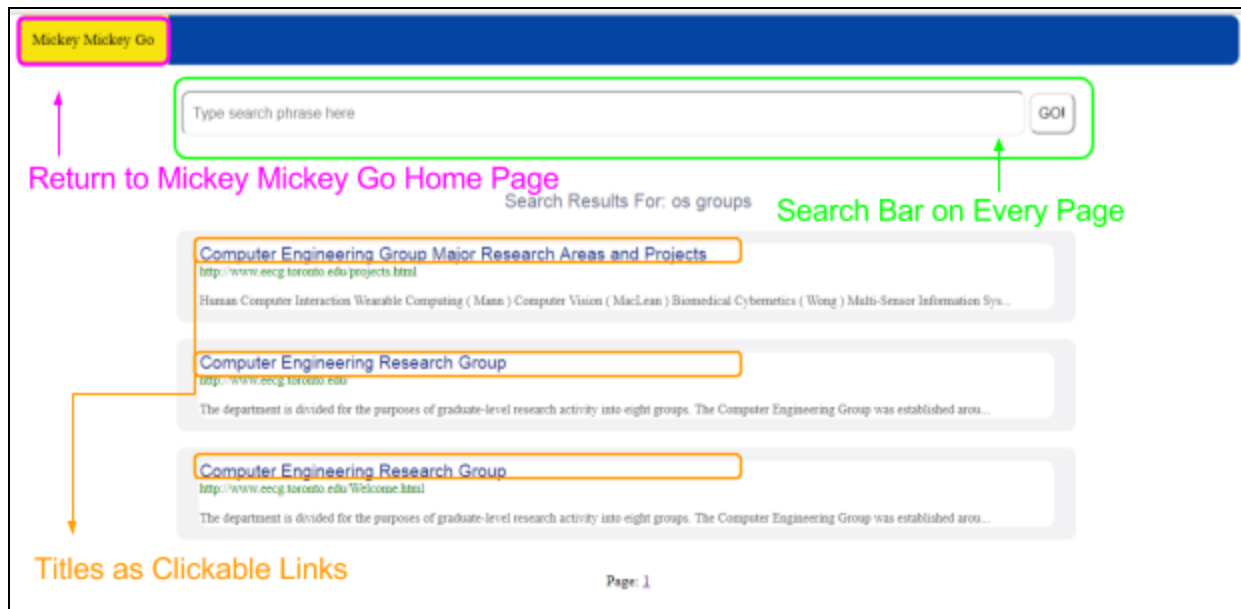 Mickey Mickey Go
Type search phrase here
GO!
Return to Mickey Mickey Go Home Page
Search Results For: os groups
Search Bar on Every Page
Computer Engineering Group Major Research Areas and Projects
http://www.eecg.toronto.edu/projects.html
Human Computer Interaction Wearable Computing ( Mann ) Computer Vision ( MacLean ) Biomedical Cybernetics ( Wong ) Multi-Sensor Information Sys...
Computer Engineering Research Group
http://www.eecg.toronto.edu/
The department is divided for the purposes of graduate-level research activity into eight groups. The Computer Engineering Group was established arou...
Computer Engineering Research Group
http://www.eecg.toronto.edu/Welcome.html
The department is divided for the purposes of graduate-level research activity into eight groups. The Computer Engineering Group was established arou...
Titles as Clickable Links
Page: 1